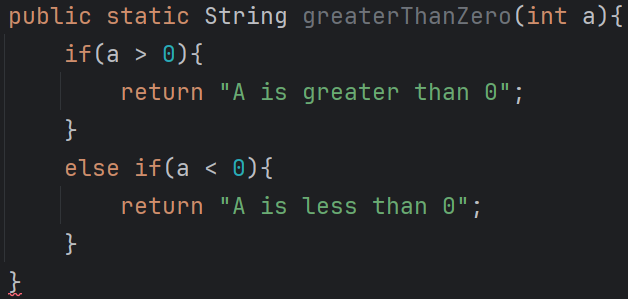 public static String greaterThanZero(int a){
    if(a > 0){
        return "A is greater than 0";
    }
    else if(a < 0){
        return "A is less than 0";
    }
}